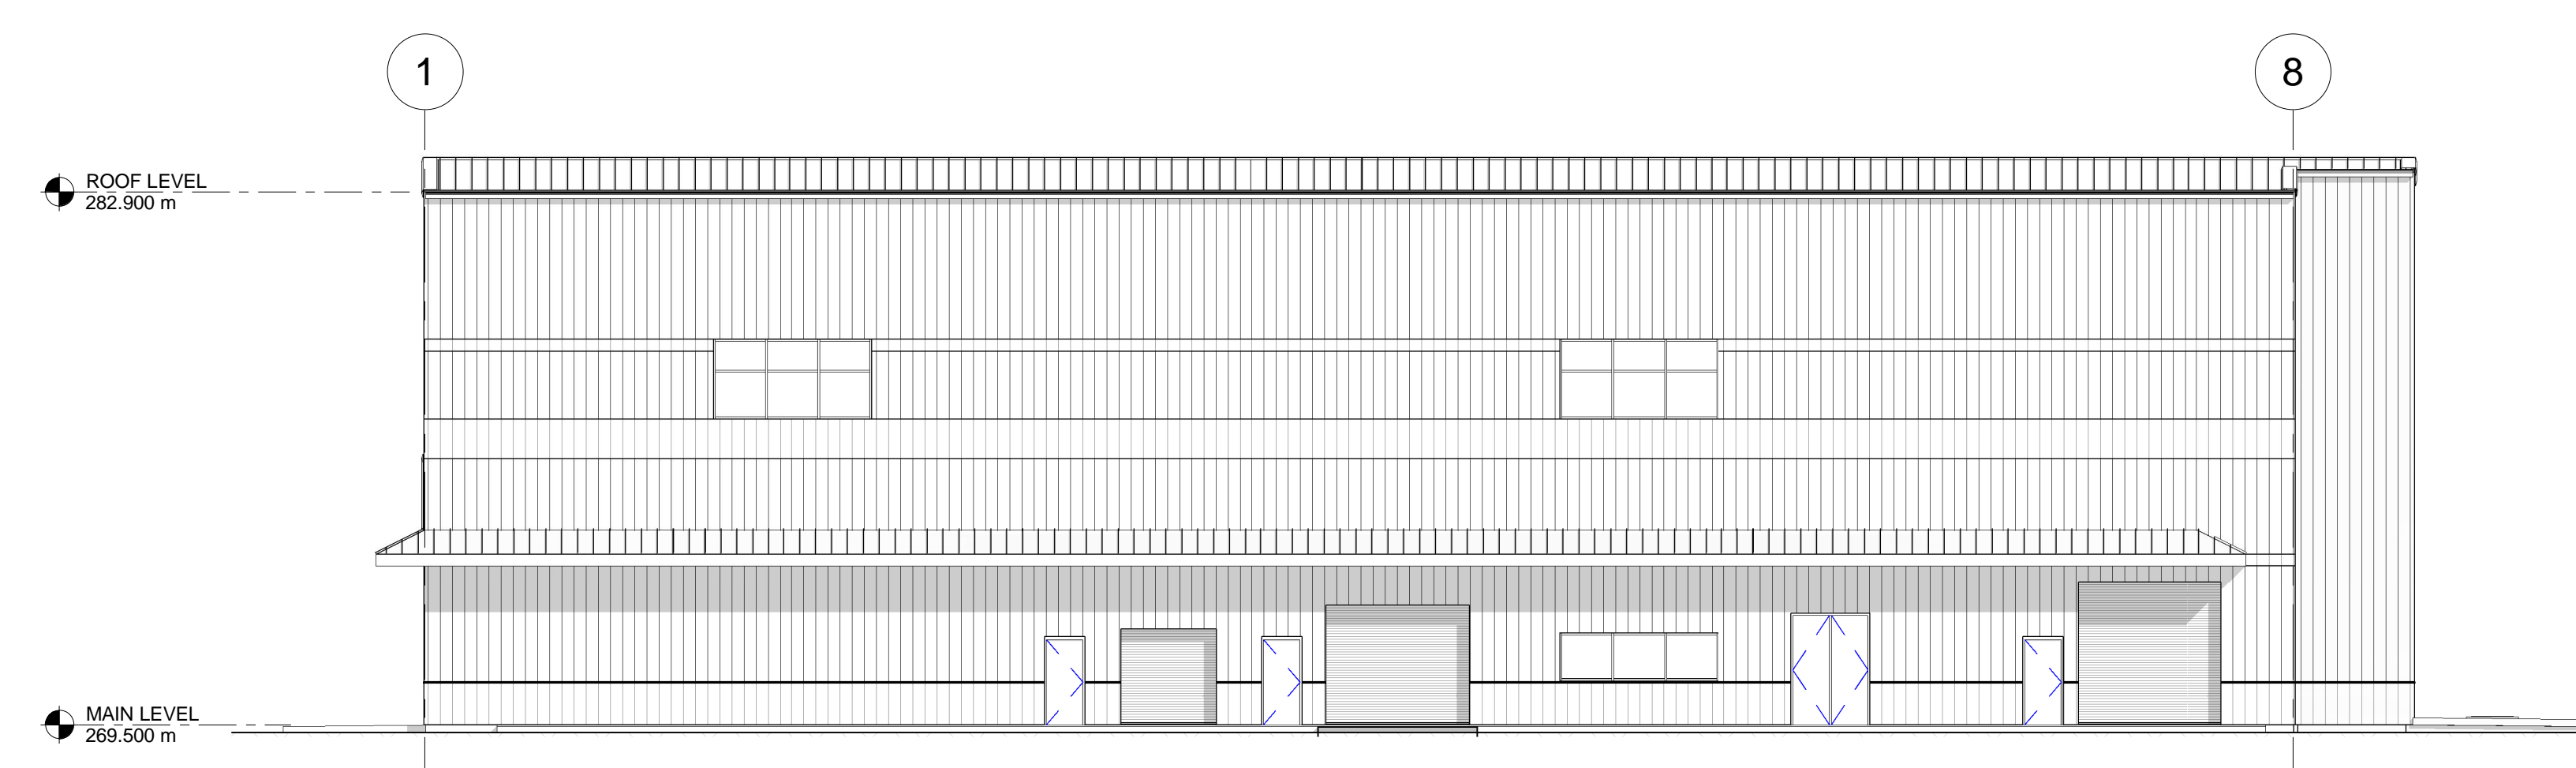 1
8
ROOF LEVEL
282.900 m
MAIN LEVEL
269.500 m